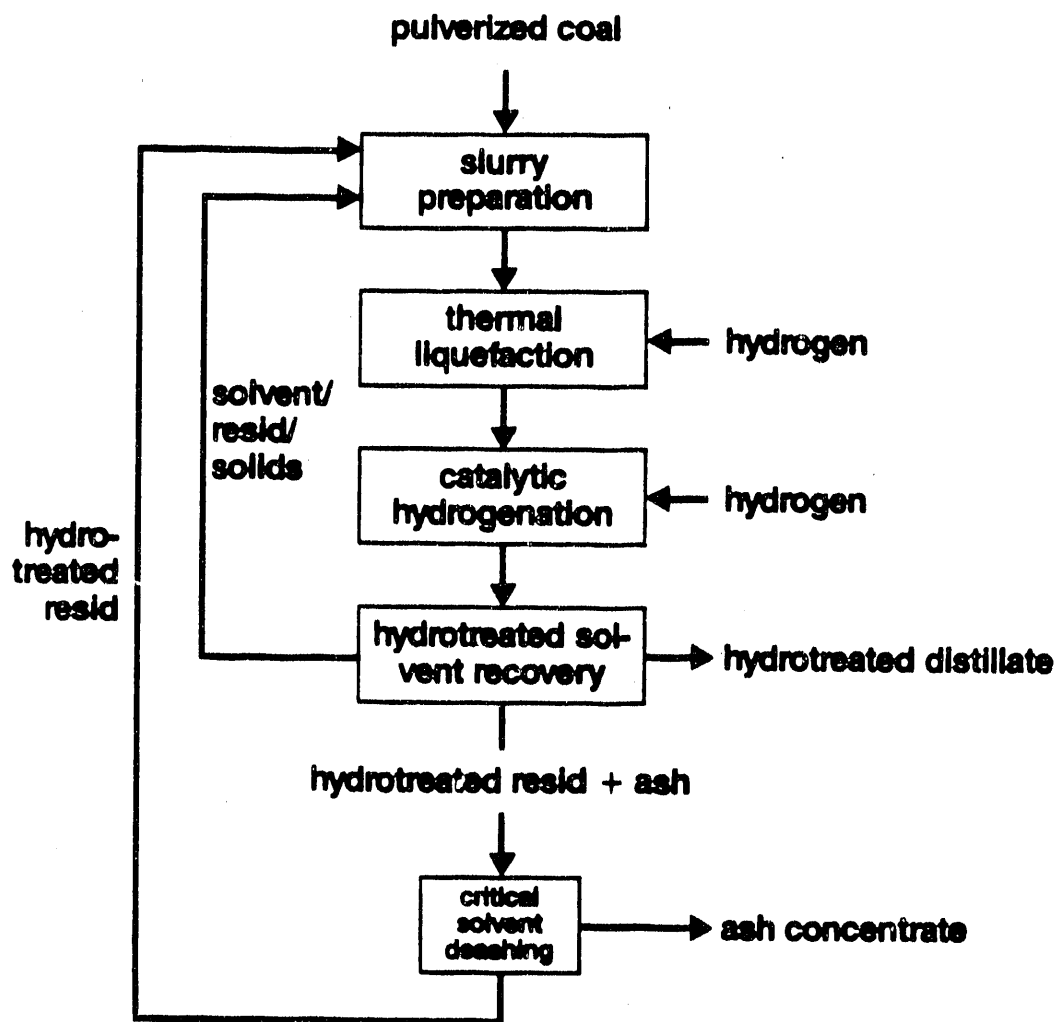 pulverized coal
slurry
preparation
thermal
liquefaction
hydrogen
solvent/
resid/
solids
catalytic
hydrogenation
hydrogen
hydro-
treated
resid
hydrotreated sol-
vent recovery
hydrotreated distillate
hydrotreated resid + ash
critical
solvent
deashing
ash concentrate